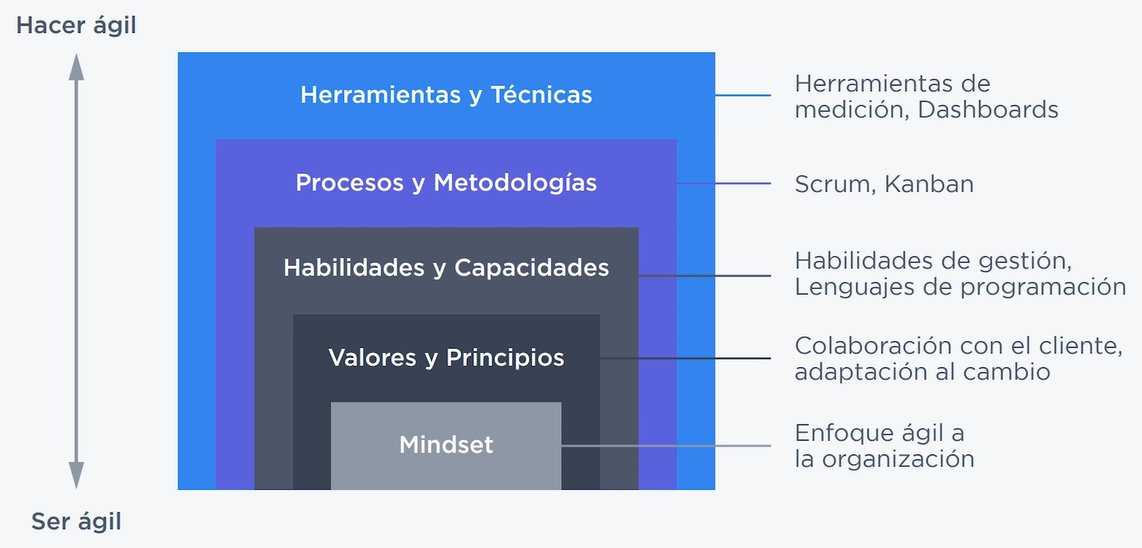 Hacer ágil
Herramientas y Técnicas
Herramientas de
medición, Dashboards
Procesos y Metodologías
Scrum, Kanban
Habilidades y Capacidades
Habilidades de gestión,
Lenguajes de programación
Valores y Principios
Colaboración con el cliente,
adaptación al cambio
Mindset
Enfoque ágil a
la organización
Ser ágil